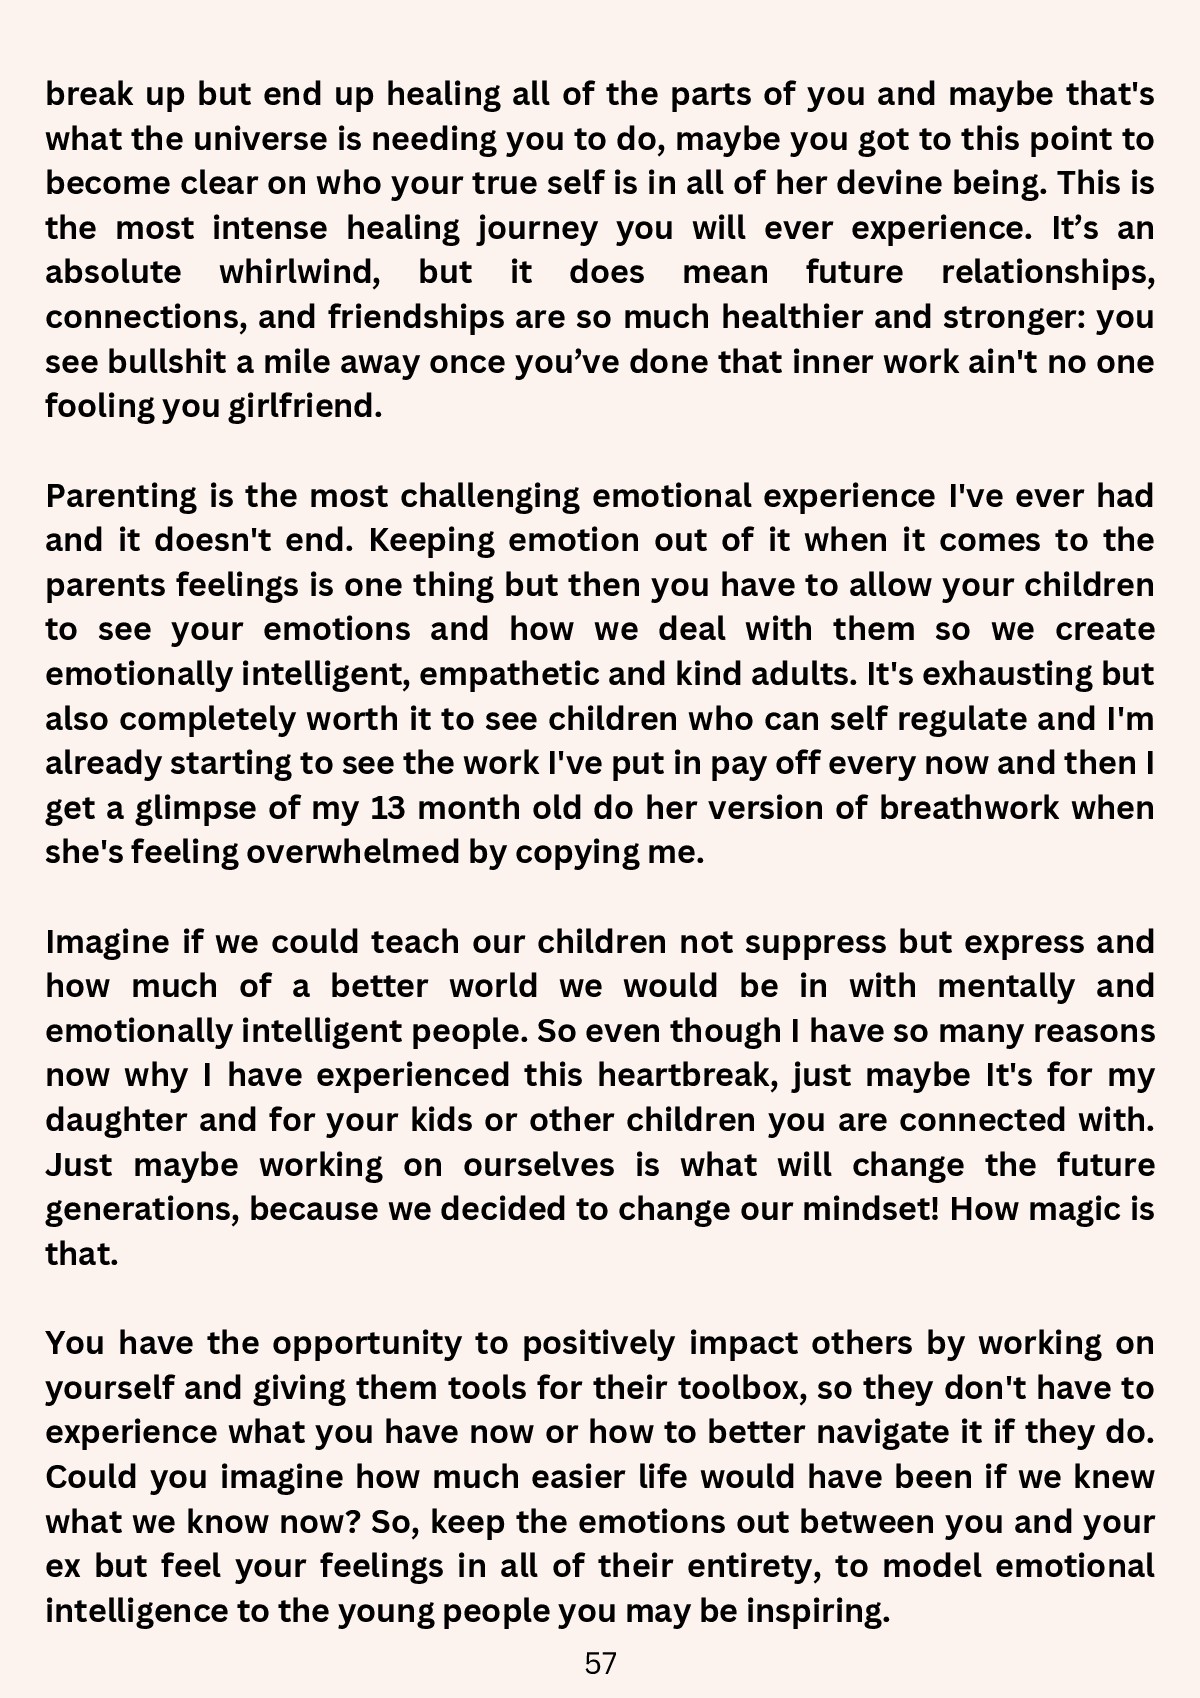 break up but end up healing all of the parts of you and maybe that's
what the universe is needing you to do, maybe you got to this point to
become clear on who your true self is in all of her devine being. This is
the most intense healing journey you will ever experience. It’s an
absolute whirlwind, but it does mean future relationships,
connections, and friendships are so much healthier and stronger: you
see bullshit a mile away once you’ve done that inner work ain't no one
fooling you girlfriend.
Parenting is the most challenging emotional experience I've ever had
and it doesn't end. Keeping emotion out of it when it comes to the
parents feelings is one thing but then you have to allow your children
to see your emotions and how we deal with them so we create
emotionally intelligent, empathetic and kind adults. It's exhausting but
also completely worth it to see children who can self regulate and I'm
already starting to see the work I've put in pay off every now and then I
get a glimpse of my 13 month old do her version of breathwork when
she's feeling overwhelmed by copying me.
Imagine if we could teach our children not suppress but express and
how much of a better world we would be in with mentally and
emotionally intelligent people. So even though I have so many reasons
now why I have experienced this heartbreak, just maybe It's for my
daughter and for your kids or other children you are connected with.
Just maybe working on ourselves is what will change the future
generations, because we decided to change our mindset! How magic is
that.
You have the opportunity to positively impact others by working on
yourself and giving them tools for their toolbox, so they don't have to
experience what you have now or how to better navigate it if they do.
Could you imagine how much easier life would have been if we knew
what we know now? So, keep the emotions out between you and your
ex but feel your feelings in all of their entirety, to model emotional
intelligence to the young people you may be inspiring.
57